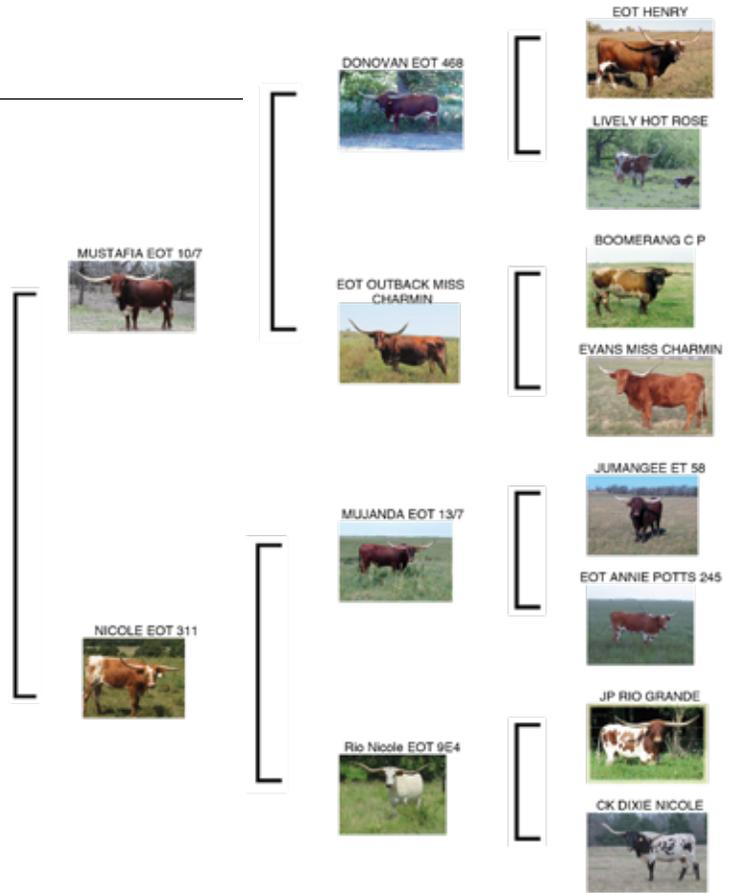 EOT HENRY
DONOVAN EOT 468
LIVELY HOT ROSE
MUSTAFIA EOT 10/7
BOOMERANG C P
EOT OUTBACK MISS
CHARMIN
EVANS MISS CHARMIN
JUMANGEE ET 58
MUJANDA EOT 13/7
EOT ANNIE POTTS 245
NICOLE EOT 311
JP RIO GRANDE
Rio Nicole EOT 9E4
CK DIXIE NICOLE